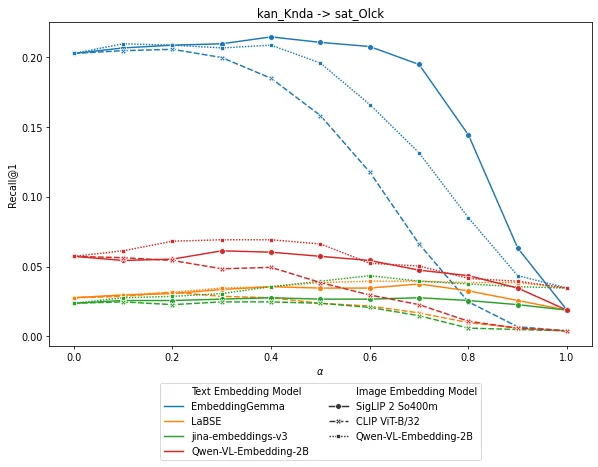 kan_Knda -> sat_Olck
Recall@1
0.20
0.15
0.10
0.05
0.00
0.0 0.2 0.4 0.6 0.8 1.0
α
Text Embedding Model Image Embedding Model
EmbeddingGemma SigLIP 2 So400m
LaBSE CLIP ViT-B/32
jina-embeddings-v3 Qwen-VL-Embedding-2B
Qwen-VL-Embedding-2B